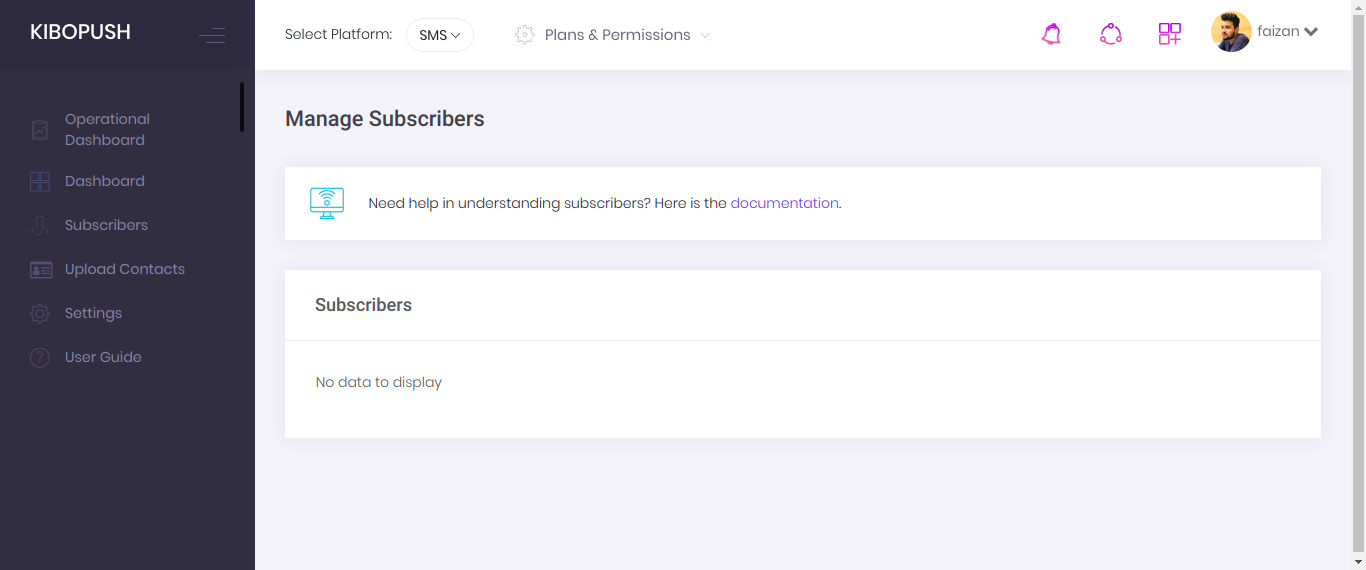 KIBOPUSH
Select Platform: SMS
Plans & Permissions
faizan
Operational
Dashboard
Dashboard
Subscribers
Upload Contacts
Settings
User Guide
Manage Subscribers
Need help in understanding subscribers? Here is the documentation.
Subscribers
No data to display